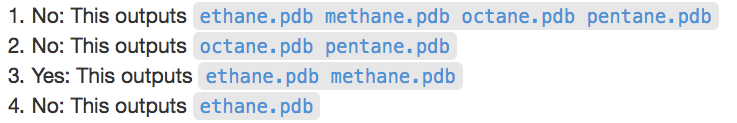 1. No: This outputs ethane.pdb methane.pdb octane.pdb pentane.pdb
2. No: This outputs octane.pdb pentane.pdb
3. Yes: This outputs ethane.pdb methane.pdb
4. No: This outputs ethane.pdb